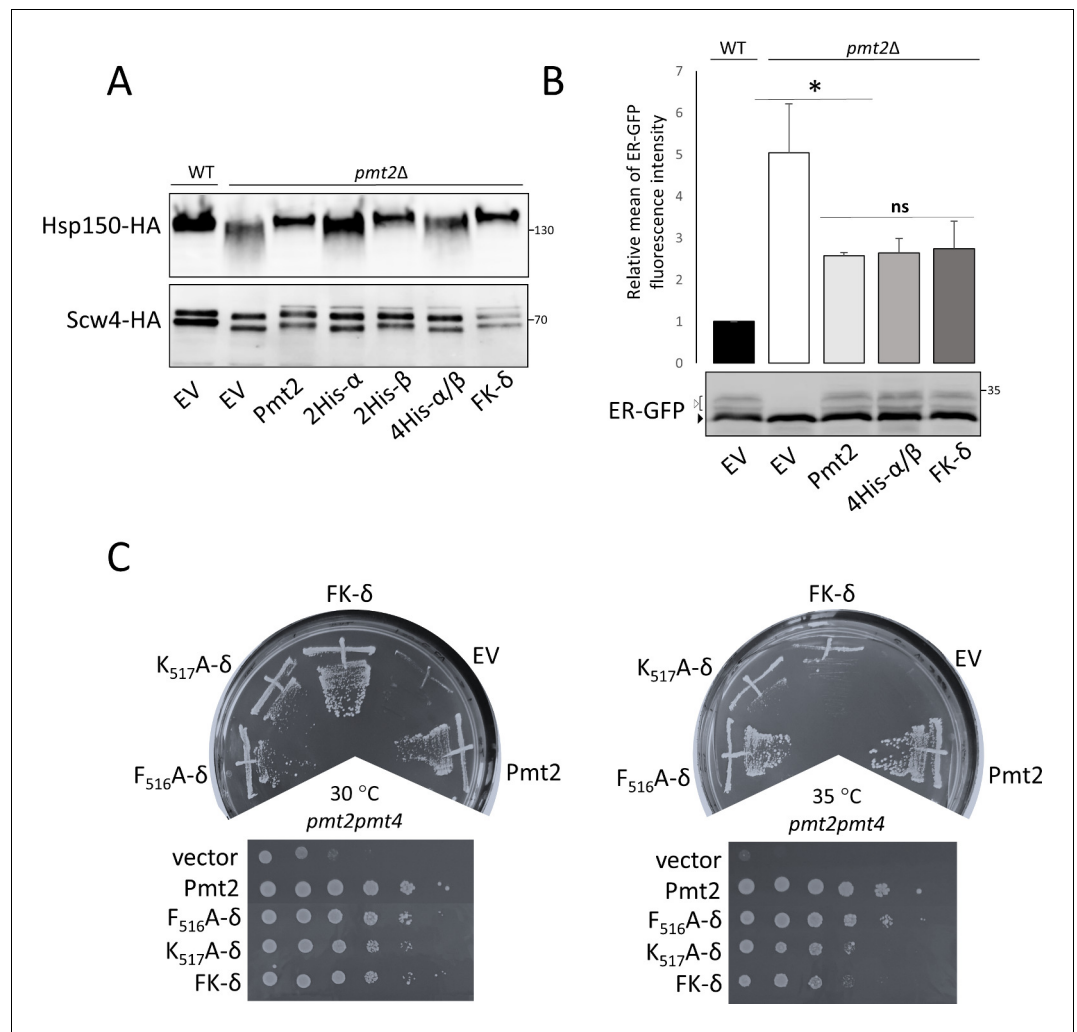 A
WT
pmt2Δ
Hsp150-HA
-130
Scw4-HA
-70
EV
EV
Pmt2
2His-α
2His-β
4His-α/β
FK-δ
B
WT
pmt2Δ
Relative mean of ER-GFP
fluorescence intensity
7
6
5
4
3
2
1
0
*
ns
ER-GFP
-35
EV
EV
Pmt2
4His-α/β
FK-δ
C
FK-δ
K517A-δ
EV
F516A-δ
Pmt2
30 °C
pmt2pmt4
vector
Pmt2
F516A-δ
K517A-δ
FK-δ
FK-δ
K517A-δ
EV
F516A-δ
Pmt2
35 °C
pmt2pmt4
vector
Pmt2
F516A-δ
K517A-δ
FK-δ